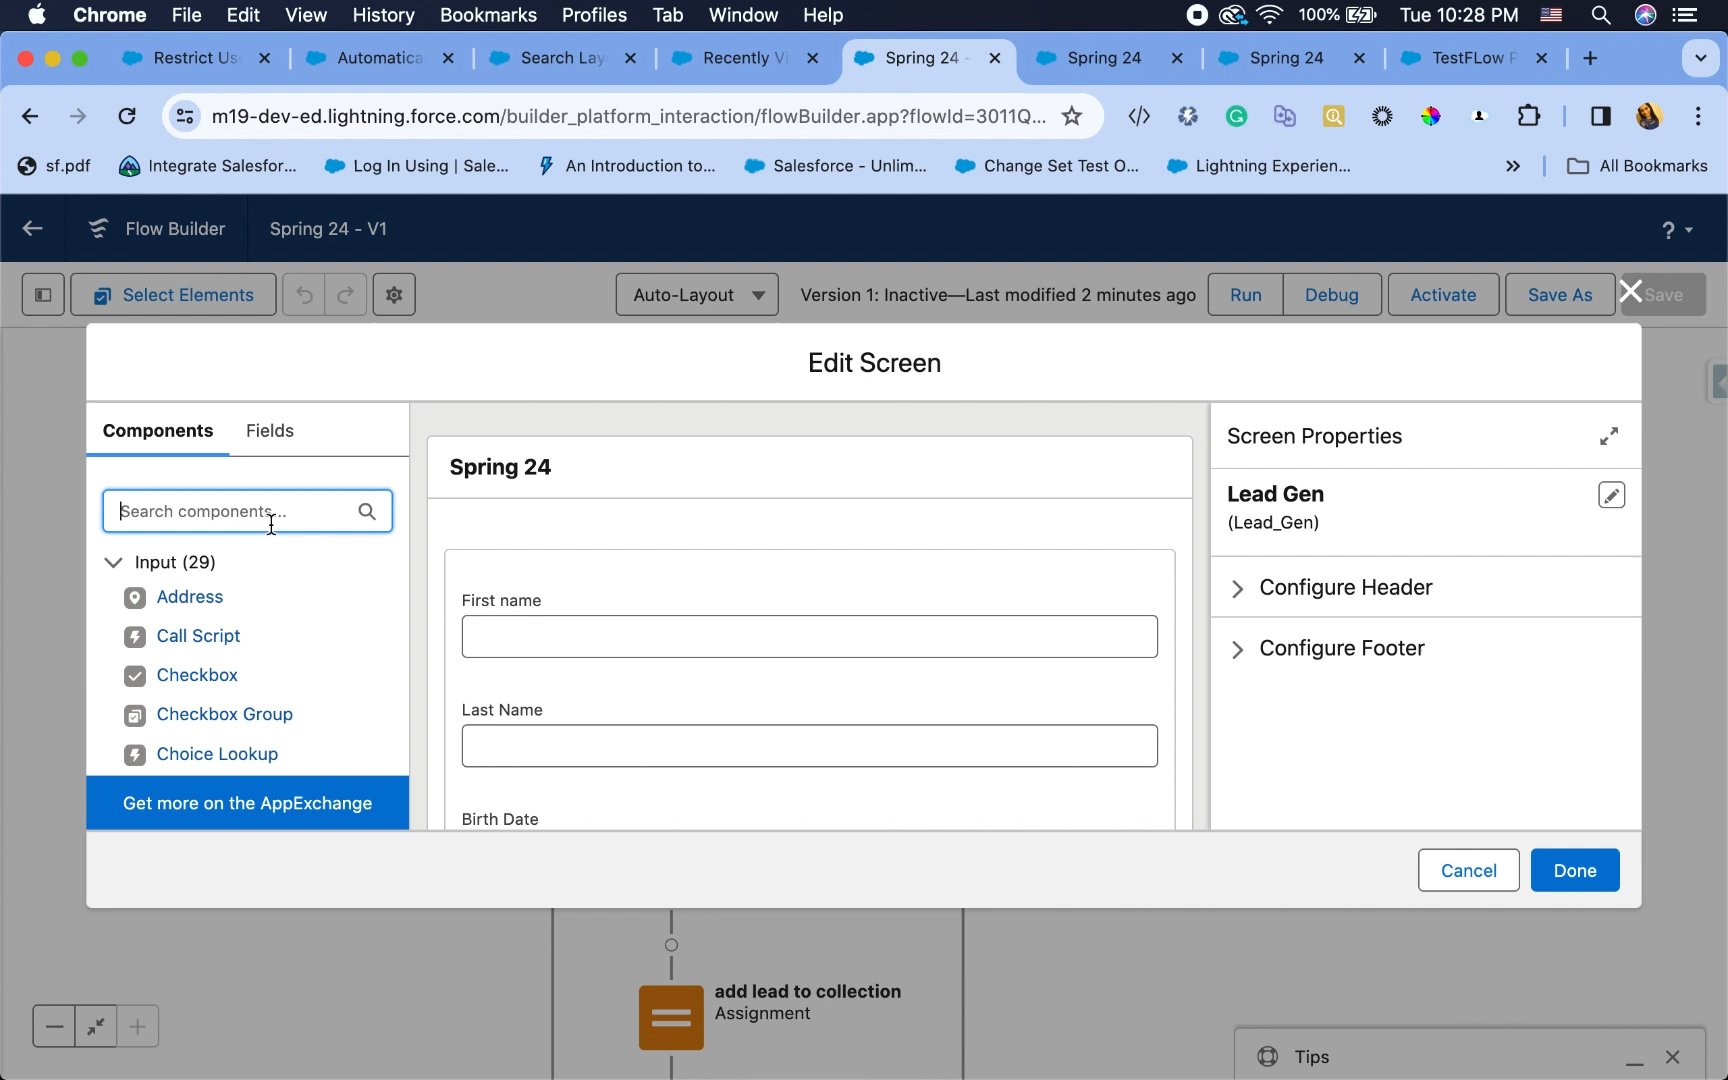 Chrome File Edit View History Bookmarks Profiles Tab Window Help 100% Tue 10:28 PM
Restrict Us Automatica Search Lay Recently Vi Spring 24 - Spring 24 Spring 24 TestFLow P
m19-dev-ed.lightning.force.com/builder_platform_interaction/flowBuilder.app?flowId=3011Q...
sf.pdf Integrate Salesfor... Log In Using | Sale... An Introduction to... Salesforce - Unlim... Change Set Test O... Lightning Experien... » All Bookmarks
Flow Builder Spring 24 - V1 ?
Select Elements Auto-Layout Version 1: Inactive—Last modified 2 minutes ago Run Debug Activate Save As Save
Edit Screen
Components Fields
Search components...
Input (29)
Address
Call Script
Checkbox
Checkbox Group
Choice Lookup
Get more on the AppExchange
Spring 24
First name
Last Name
Birth Date
Screen Properties
Lead Gen
(Lead_Gen)
Configure Header
Configure Footer
Cancel Done
add lead to collection
Assignment
Tips